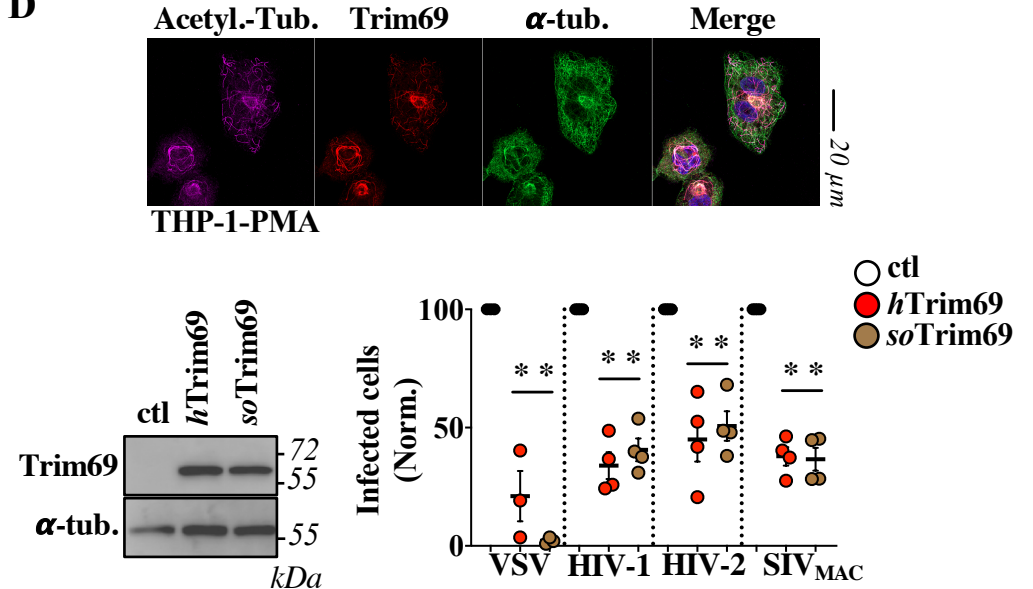 D
Acetyl.-Tub. Trim69 α-tub. Merge
20 µm
THP-1-PMA
ctl
hTrim69
soTrim69
ctl hTrim69 soTrim69
Trim69
72
55
α-tub.
55
kDa
Infected cells
(Norm.)
100
50
0
* * * * * * * *
VSV HIV-1 HIV-2 SIVMAC